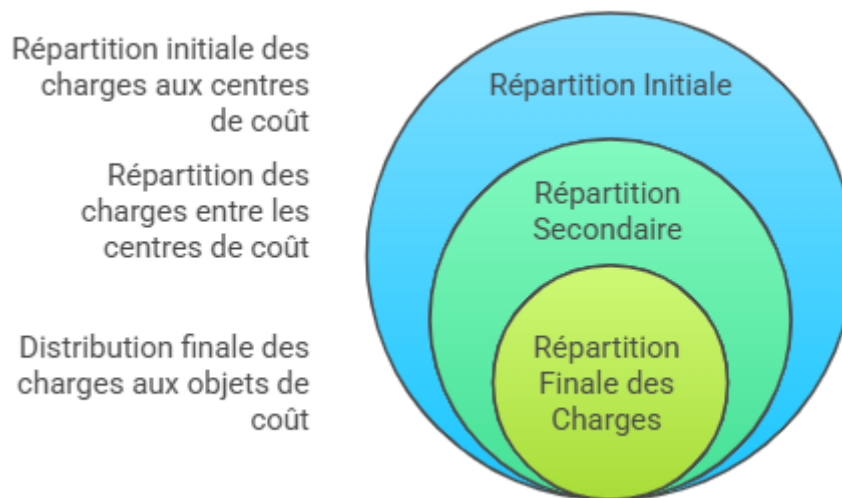 Répartition initiale des
charges aux centres
de coût
Répartition Initiale
Répartition des
charges entre les
centres de coût
Répartition
Secondaire
Distribution finale des
charges aux objets de
coût
Répartition
Finale des
Charges